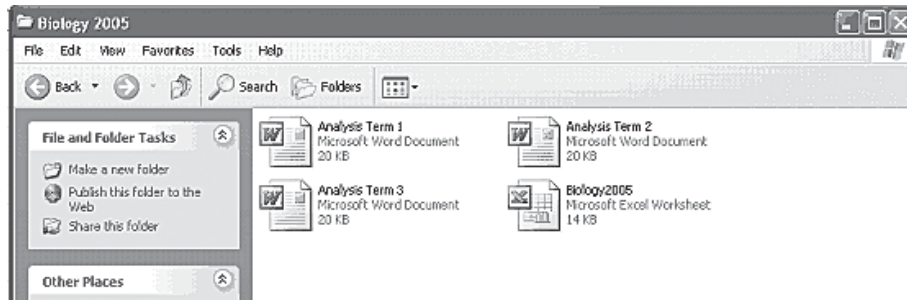 Biology 2005
File Edit View Favorites Tools Help
Back Search Folders
File and Folder Tasks
Make a new folder
Publish this folder to the
Web
Share this folder
Other Places
Analysis Term 1
Microsoft Word Document
20 KB
Analysis Term 2
Microsoft Word Document
20 KB
Analysis Term 3
Microsoft Word Document
20 KB
Biology2005
Microsoft Excel Worksheet
14 KB